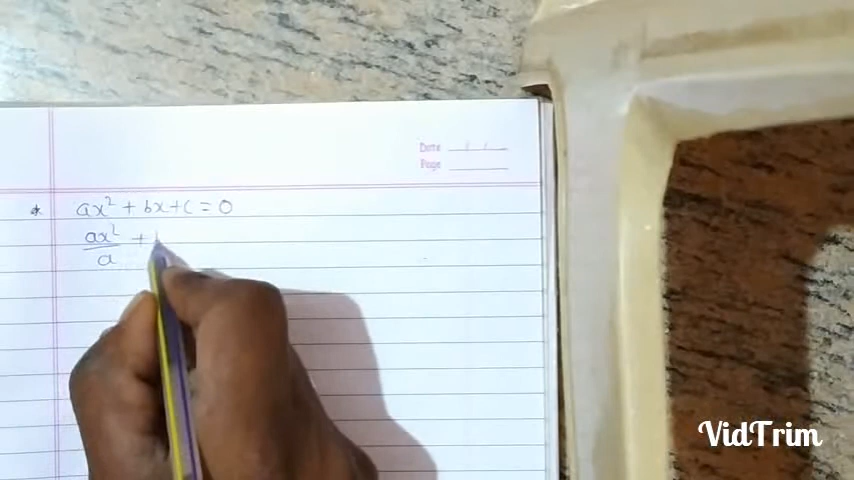 Date / /
Page
* ax² + bx + c = 0
ax²/a +
VidTrim